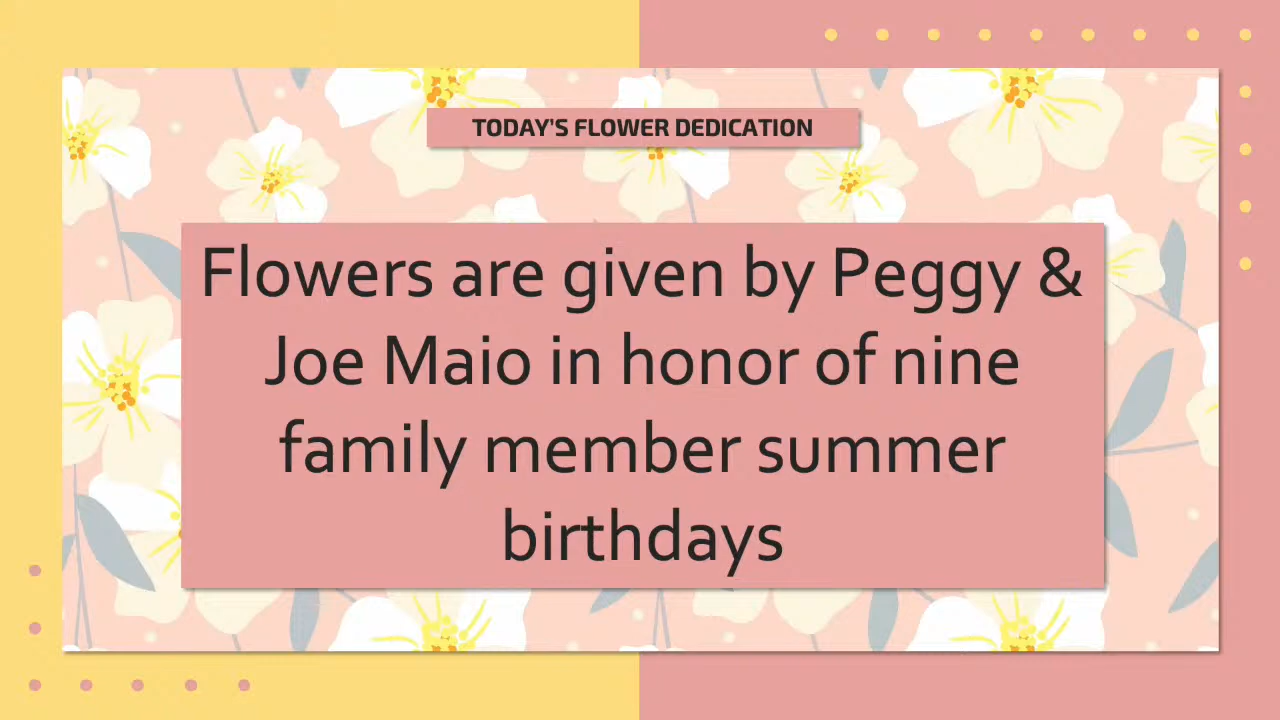 TODAY'S FLOWER DEDICATION
Flowers are given by Peggy &
Joe Maio in honor of nine
family member summer
birthdays